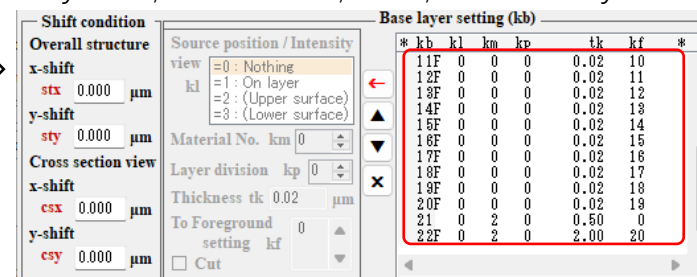 Shift condition
Overall structure
x-shift
stx 0.000 μm
y-shift
sty 0.000 μm
Cross section view
x-shift
csx 0.000 μm
y-shift
csy 0.000 μm
Source position / Intensity
view
kl
=0 : Nothing
=1 : On layer
=2 : (Upper surface)
=3 : (Lower surface)
Material No. km 0
Layer division kp 0
Thickness tk 0.02 μm
To Foreground
setting kf 0
Cut
Base layer setting (kb)
* kb kl km kp tk kf *
11F 0 0 0 0.02 10
12F 0 0 0 0.02 11
13F 0 0 0 0.02 12
14F 0 0 0 0.02 13
15F 0 0 0 0.02 14
16F 0 0 0 0.02 15
17F 0 0 0 0.02 16
18F 0 0 0 0.02 17
19F 0 0 0 0.02 18
20F 0 0 0 0.02 19
21 0 2 0 0.50 0
22F 0 2 0 2.00 20